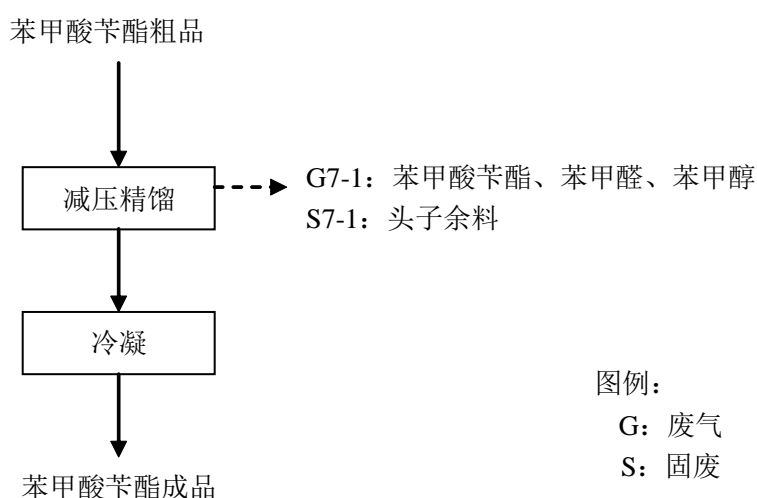 苯甲酸苄酯粗品
减压精馏
G7-1：苯甲酸苄酯、苯甲醛、苯甲醇
S7-1：头子余料
冷凝
图例：
G：废气
S：固废
苯甲酸苄酯成品